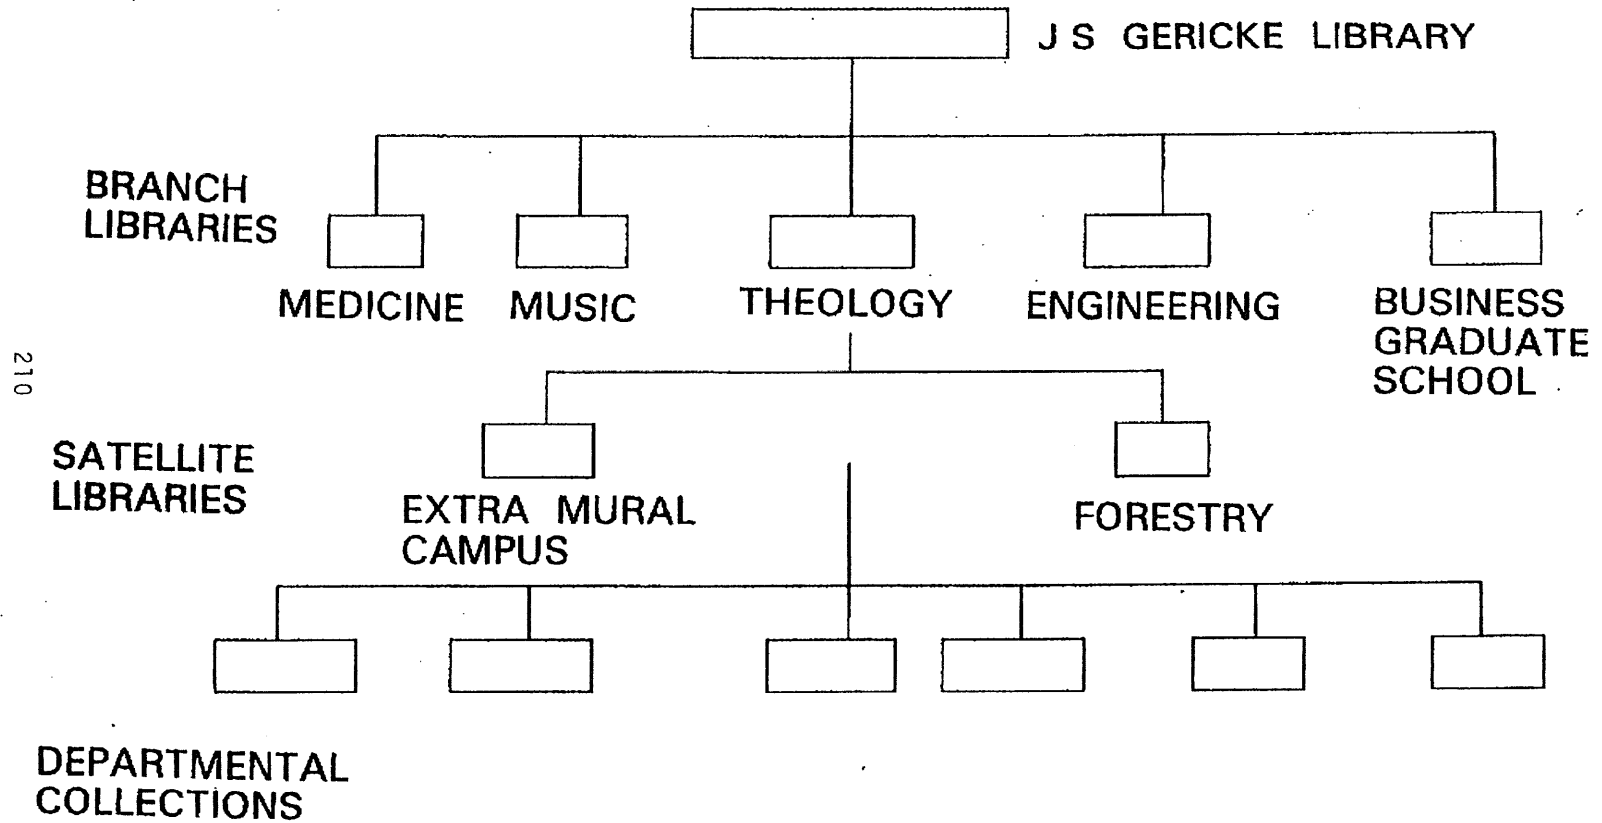 J S GERICKE LIBRARY
BRANCH
LIBRARIES
MEDICINE
MUSIC
THEOLOGY
ENGINEERING
BUSINESS
GRADUATE
SCHOOL
210
SATELLITE
LIBRARIES
EXTRA MURAL
CAMPUS
FORESTRY
DEPARTMENTAL
COLLECTIONS